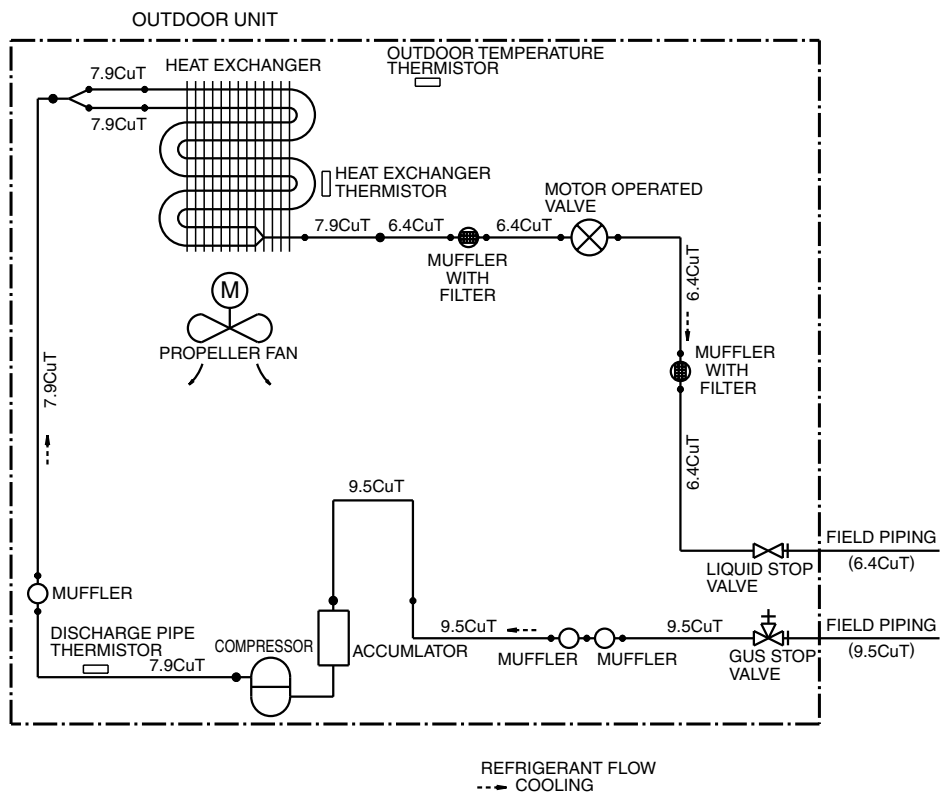 OUTDOOR UNIT
OUTDOOR TEMPERATURE
THERMISTOR
HEAT EXCHANGER
7.9CuT
7.9CuT
HEAT EXCHANGER
THERMISTOR
MOTOR OPERATED
VALVE
7.9CuT
6.4CuT
6.4CuT
MUFFLER
WITH
FILTER
6.4CuT
M
PROPELLER FAN
MUFFLER
WITH
FILTER
7.9CuT
6.4CuT
9.5CuT
FIELD PIPING
(6.4CuT)
LIQUID STOP
VALVE
MUFFLER
DISCHARGE PIPE
THERMISTOR
7.9CuT
COMPRESSOR
ACCUMLATOR
9.5CuT
MUFFLER
MUFFLER
9.5CuT
GUS STOP
VALVE
FIELD PIPING
(9.5CuT)
REFRIGERANT FLOW
COOLING